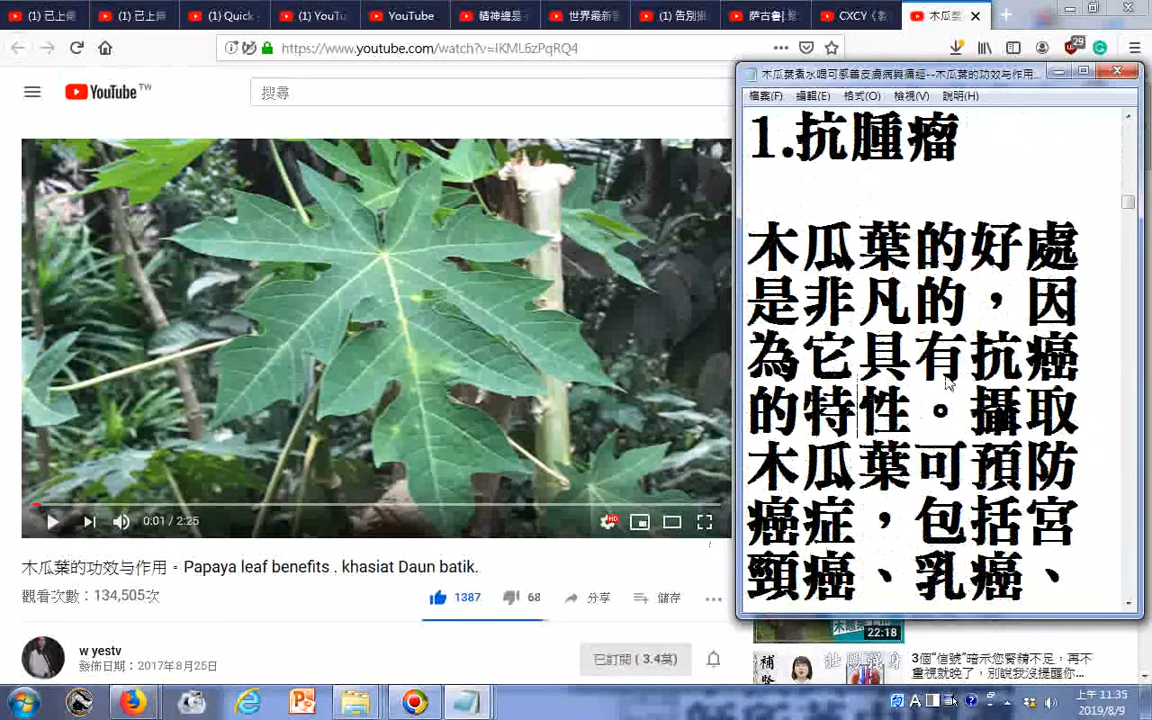 (1) 已上
(1) 已上
(1) Quick
(1) YouTu
YouTube
精神總是
世界最新
(1) 告別
萨古鲁
CXCY
木瓜葉
https://www.youtube.com/watch?v=IKML6zPqRQ4
29
YouTube TW
搜尋
木瓜葉煮水喝可感善皮膚病與痛經--木瓜葉的功效与作用...
檔案(F) 編輯(E) 格式(O) 檢視(V) 說明(H)
1.抗腫瘤
木瓜葉的好處
是非凡的，因
為它具有抗癌
的特性。攝取
木瓜葉可預防
癌症，包括宮
頸癌、乳癌、
0:01 / 2:25
HD
木瓜葉的功效与作用。Papaya leaf benefits . khasiat Daun batik.
觀看次數：134,505次
1387
68
分享
儲存
w yestv
發佈日期：2017年8月25日
已訂閱 (3.4萬)
22:18
3個“信號”暗示您腎精不足，再不
重視就晚了，別說我沒提醒你...
上午 11:35
2019/8/9